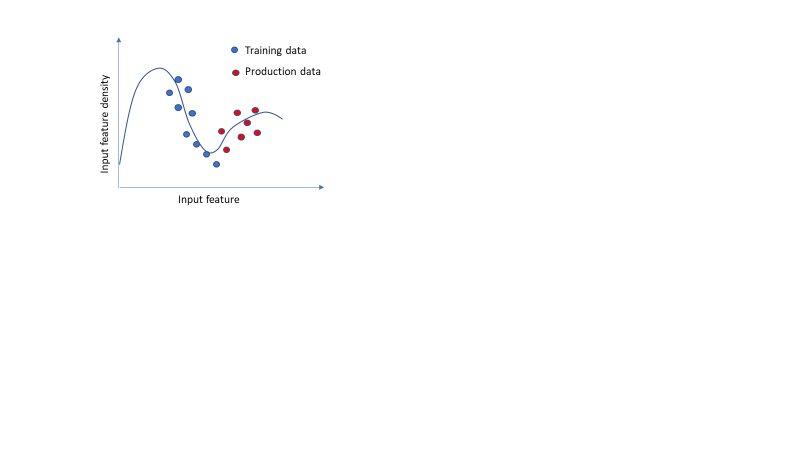 Training data
Production data
Input feature density
Input feature